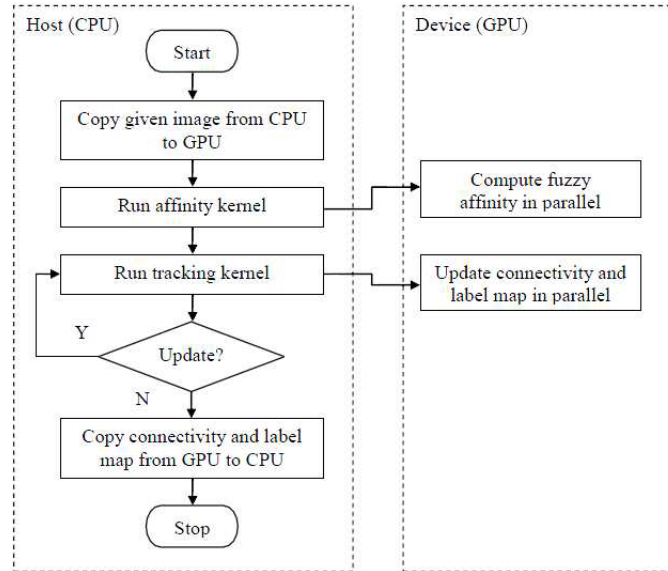 Host (CPU)
Start
Copy given image from CPU
to GPU
Run affinity kernel
Run tracking kernel
Y
Update?
N
Copy connectivity and label
map from GPU to CPU
Stop
Device (GPU)
Compute fuzzy
affinity in parallel
Update connectivity and
label map in parallel